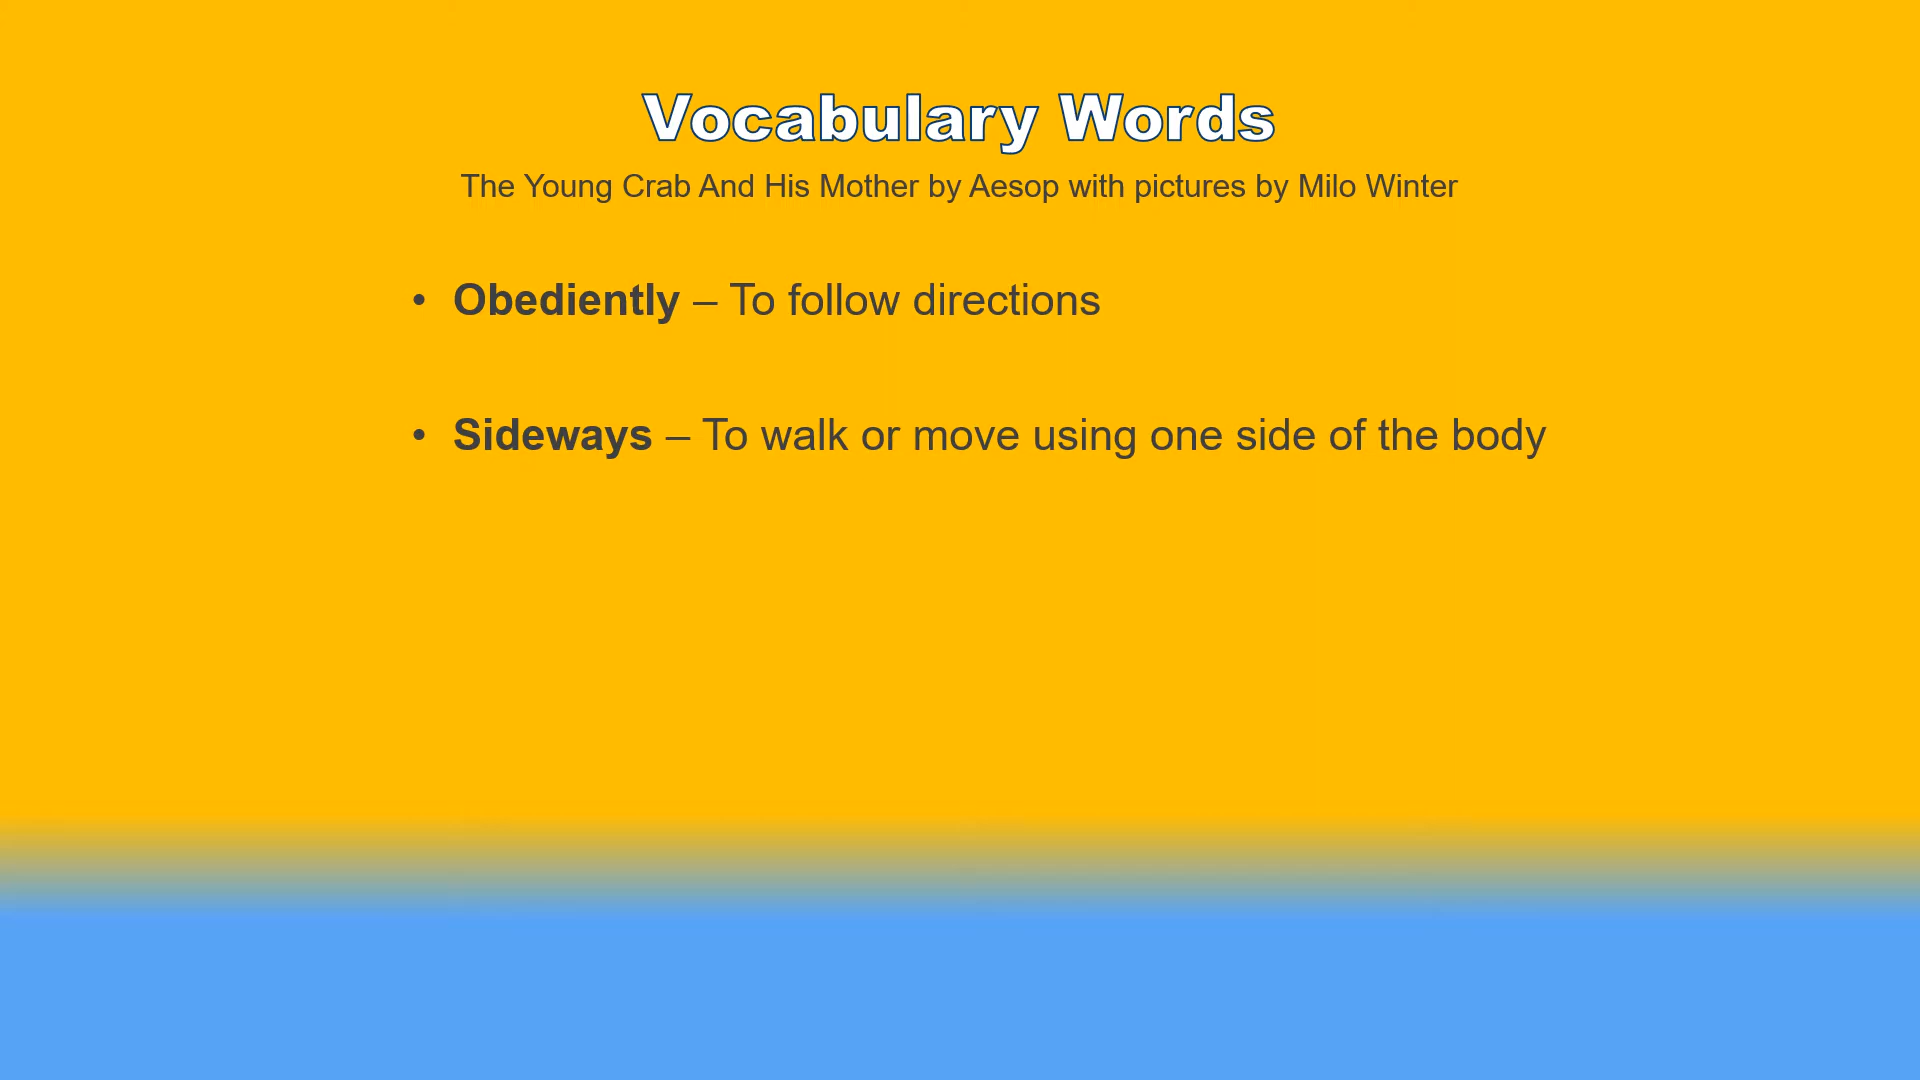 Vocabulary Words
The Young Crab And His Mother by Aesop with pictures by Milo Winter
• Obediently – To follow directions
• Sideways – To walk or move using one side of the body